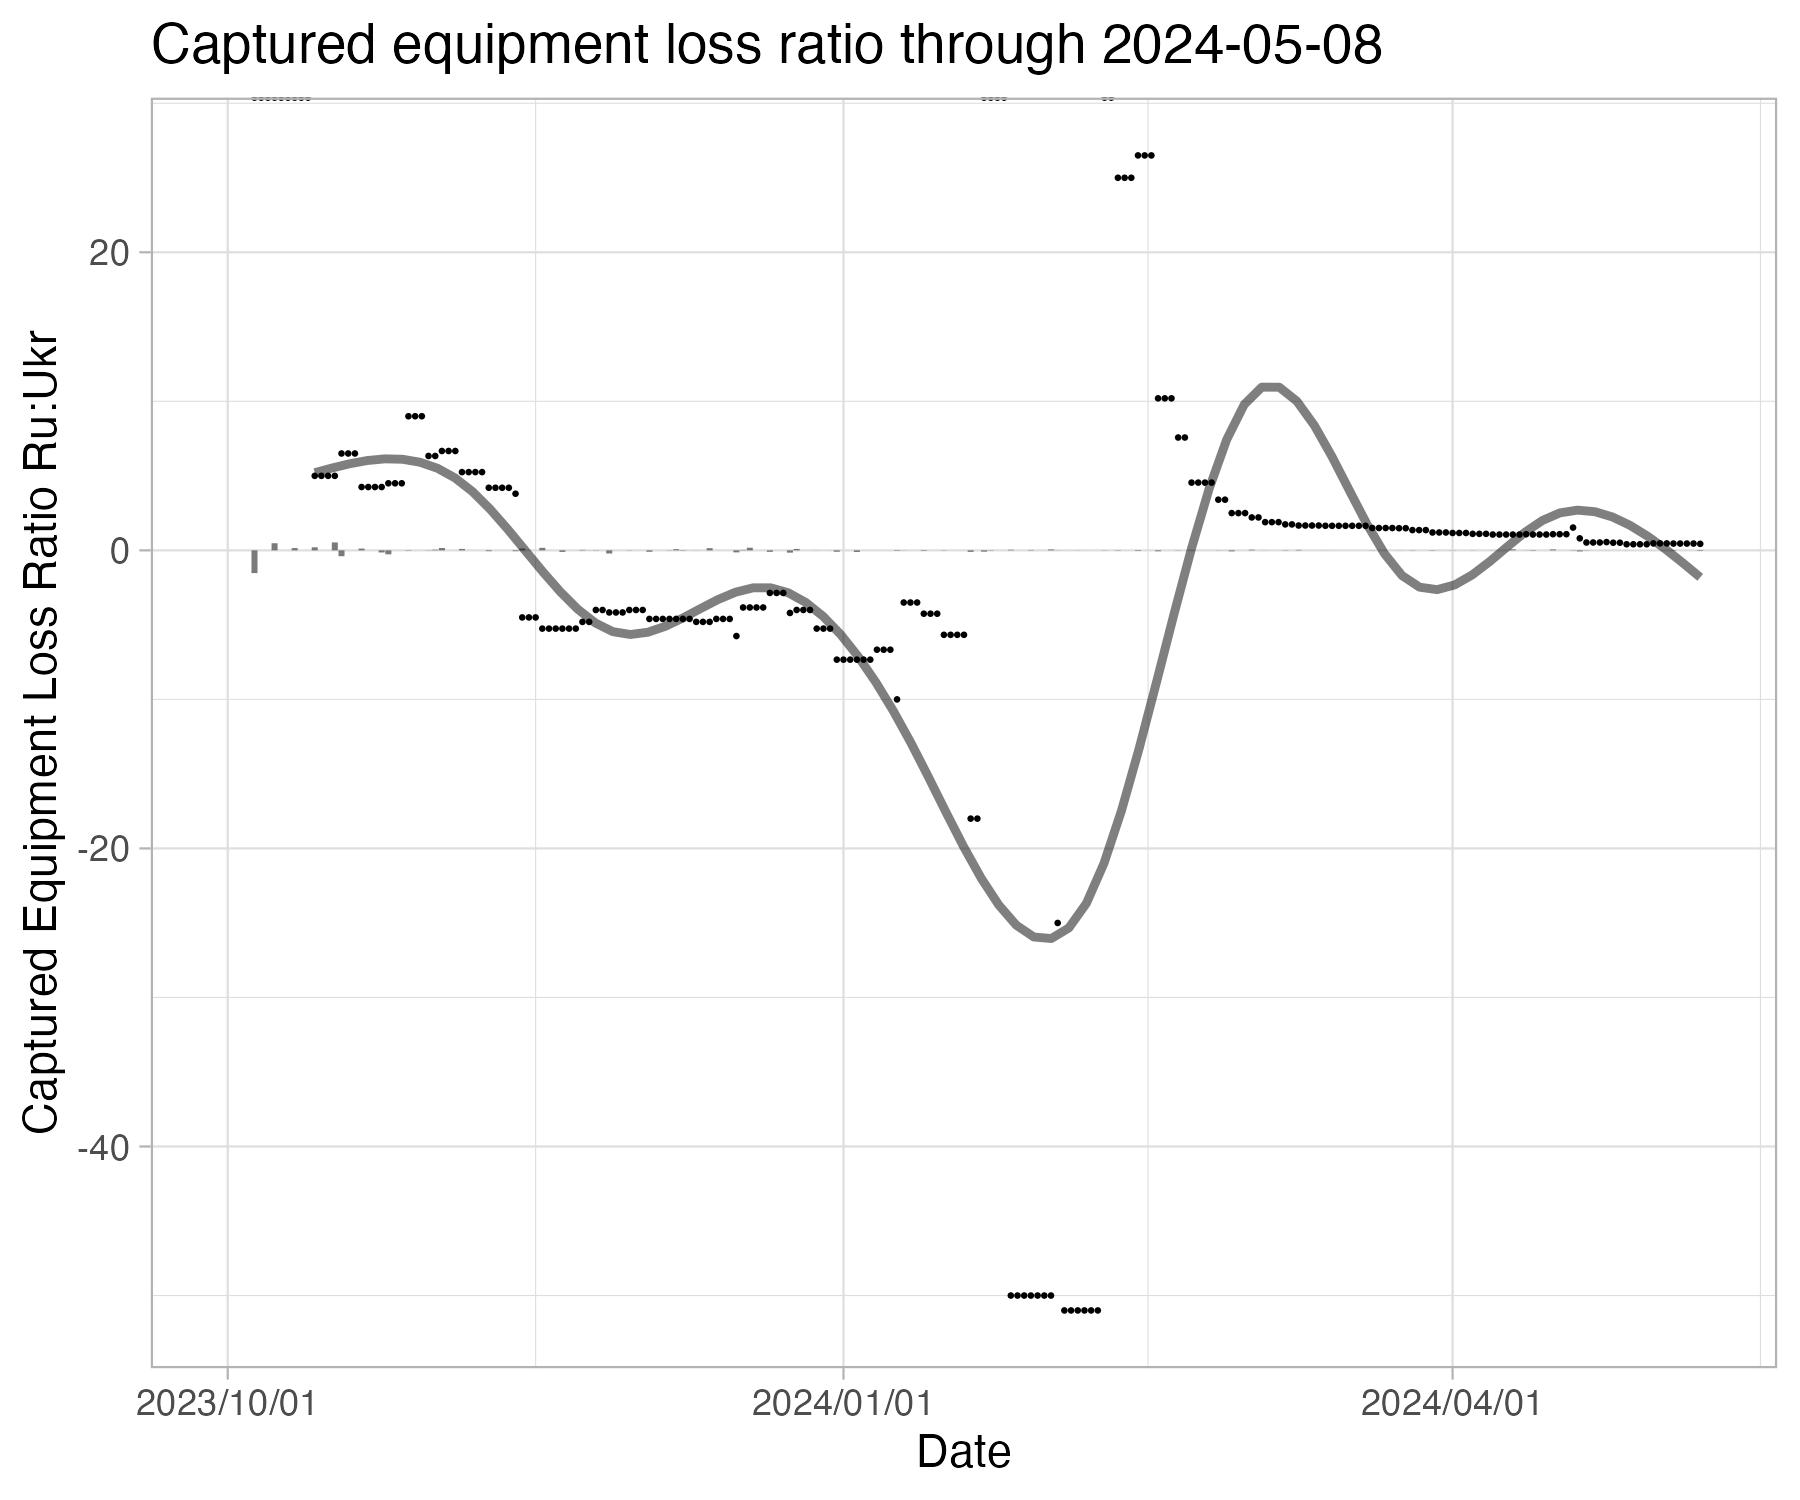 Captured equipment loss ratio through 2024-05-08
Captured Equipment Loss Ratio Ru:Ukr
20
0
-20
-40
2023/10/01
2024/01/01
2024/04/01
Date